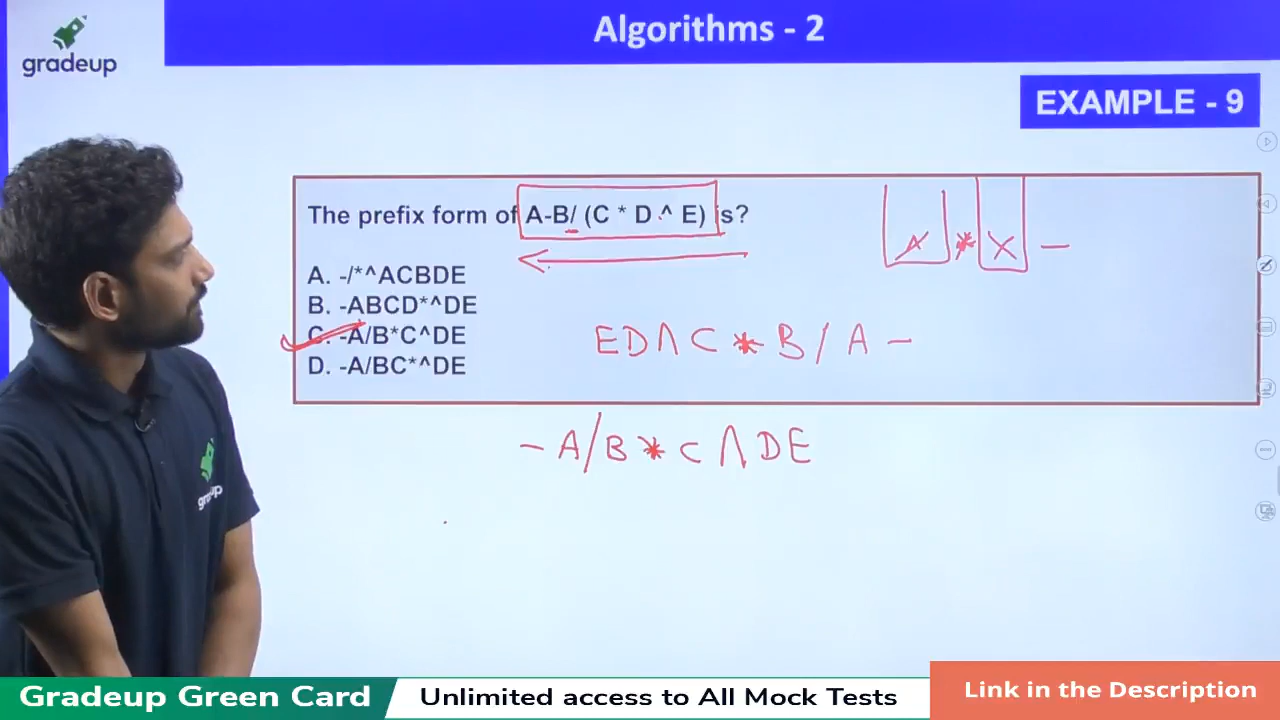 Algorithms - 2
gradeup
EXAMPLE - 9
The prefix form of A-B/ (C * D ^ E) is?
A. -/*^ACBDE
B. -ABCD*^DE
C. -A/B*C^DE
D. -A/BC*^DE
^ * X -
ED^C*B/A-
-A/B*C^DE
gradeup
Gradeup Green Card
Unlimited access to All Mock Tests
Link in the Description